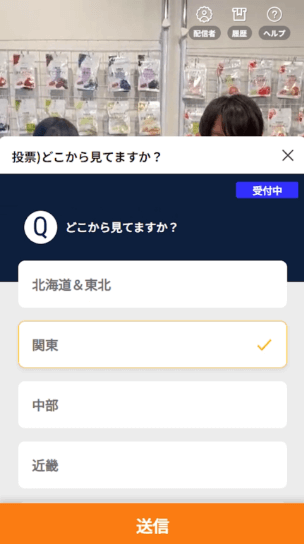 配信者 履歴 ヘルプ
投票)どこから見てますか？
受付中
Q どこから見てますか？
北海道＆東北
関東
中部
近畿
送信